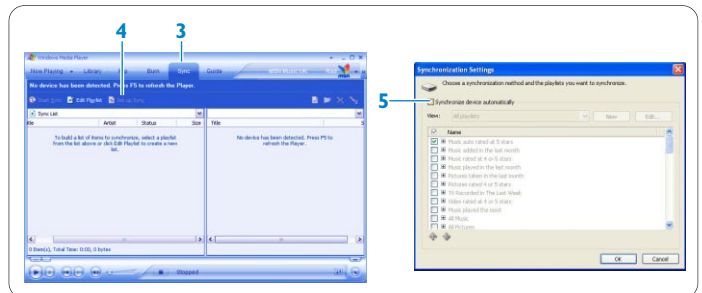 4
3
Windows Media Player
Now Playing Library Rip Burn Sync Guide
msn
No device has been detected. Press F5 to refresh the Player.
Start Sync Edit Playlist Set up Sync
Sync List
Title Artist Status Size
Title
To build a list of items to synchronize, select a playlist
from the list above or click Edit Playlist to create a new
list.
No device has been detected. Press F5 to
refresh the Player.
0 Item(s), Total Time: 0:00, 0 bytes
Stopped
Synchronization Settings
Choose a synchronization method and the playlists you want to synchronize.
5
Synchronize device automatically
View: All playlists New Edit...
Name
Music auto rated at 5 stars
Music added in the last month
Music rated at 4 or 5 stars
Music played in the last month
Pictures taken in the last month
Pictures rated 4 or 5 stars
TV Recorded In The Last Week
Video rated at 4 or 5 stars
Music played the most
All Music
All Pictures
OK Cancel